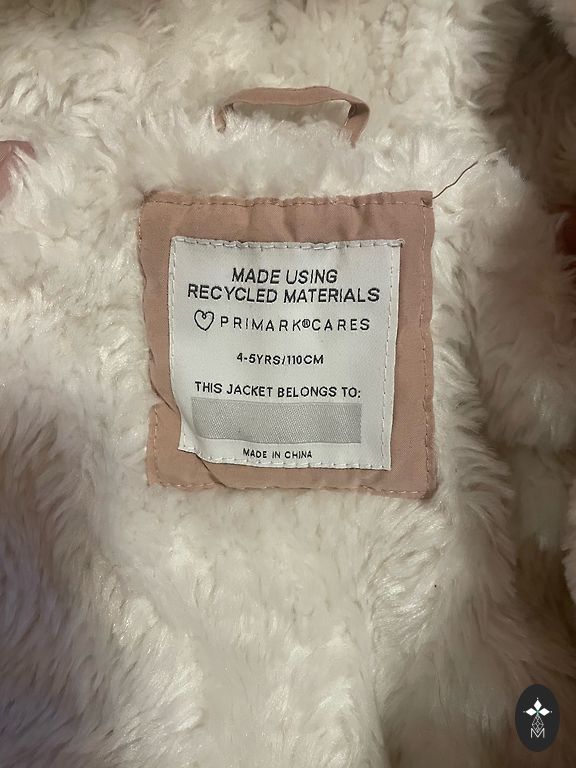 MADE USING
RECYCLED MATERIALS
PRIMARK®CARES
4-5YRS/110CM
THIS JACKET BELONGS TO:
MADE IN CHINA
M